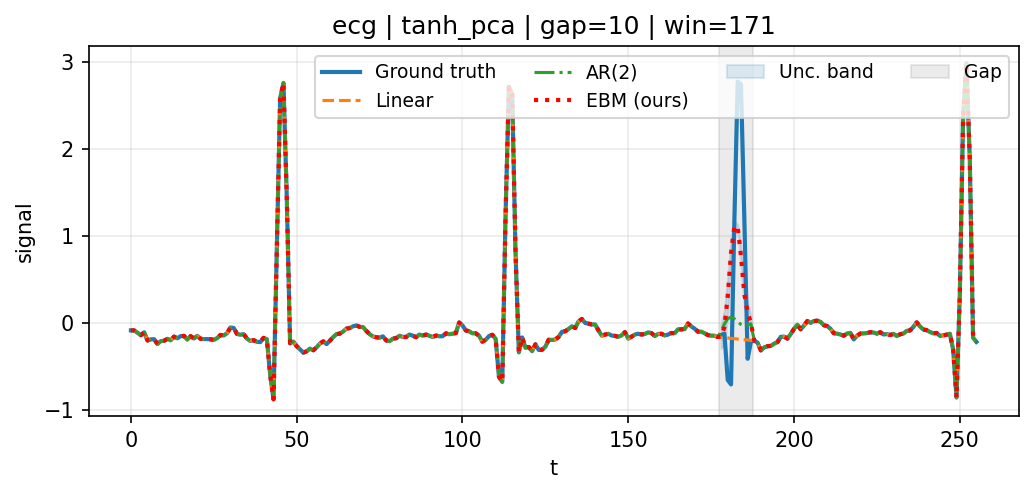 ecg | tanh_pca | gap=10 | win=171
Ground truth
Linear
AR(2)
EBM (ours)
Unc. band
Gap
signal
3
2
1
0
−1
0
50
100
150
200
250
t